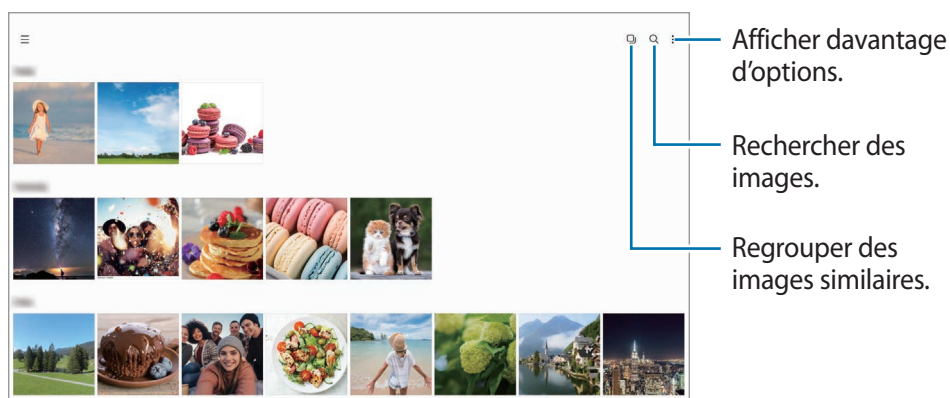 Afficher davantage
d'options.
Rechercher des
images.
Regrouper des
images similaires.